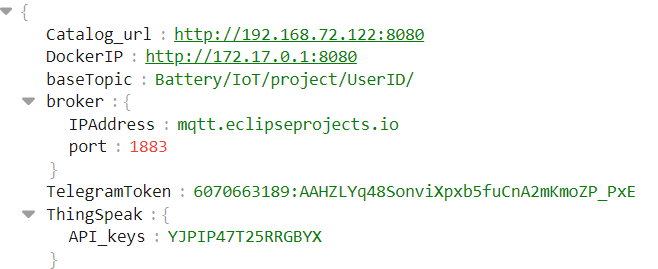 {
Catalog_url : http://192.168.72.122:8080
DockerIP : http://172.17.0.1:8080
baseTopic : Battery/IoT/project/UserID/
broker : {
IPAddress : mqtt.eclipseprojects.io
port : 1883
}
TelegramToken : 6070663189:AAHZLYq48SonviXpxb5fuCnA2mKmoZP_PxE
ThingSpeak : {
API_keys : YJPIP47T25RRGBYX
}